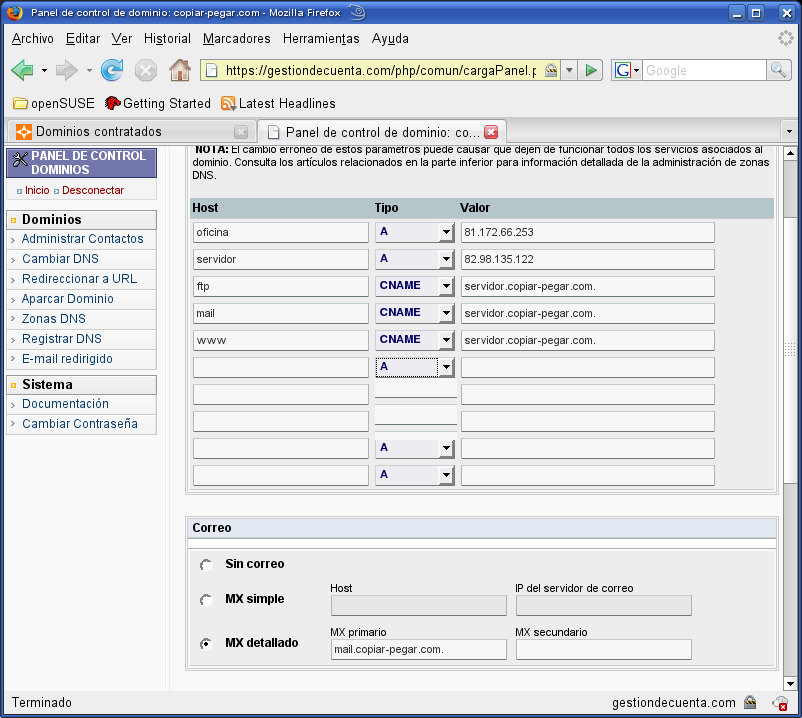 Panel de control de dominio: copiar-pegar.com - Mozilla Firefox
Archivo Editar Ver Historial Marcadores Herramientas Ayuda
https://gestiondecuenta.com/php/comun/cargaPanel.p
Google
openSUSE Getting Started Latest Headlines
Dominios contratados
Panel de control de dominio: co...
PANEL DE CONTROL
DOMINIOS
Inicio Desconectar
Dominios
Administrar Contactos
Cambiar DNS
Redireccionar a URL
Aparcar Dominio
Zonas DNS
Registrar DNS
E-mail redirigido
Sistema
Documentación
Cambiar Contraseña
NOTA: El cambio erroneo de estos parametros puede causar que dejen de funcionar todos los servicios asociados al
dominio. Consulta los artículos relacionados en la parte inferior para información detallada de la administración de zonas
DNS.
Host Tipo Valor
oficina A 81.172.66.253
servidor A 82.98.135.122
ftp CNAME servidor.copiar-pegar.com.
mail CNAME servidor.copiar-pegar.com.
www CNAME servidor.copiar-pegar.com.
A
A
A
Correo
Sin correo
Host IP del servidor de correo
MX simple
MX primario MX secundario
MX detallado
mail.copiar-pegar.com.
Terminado gestiondecuenta.com